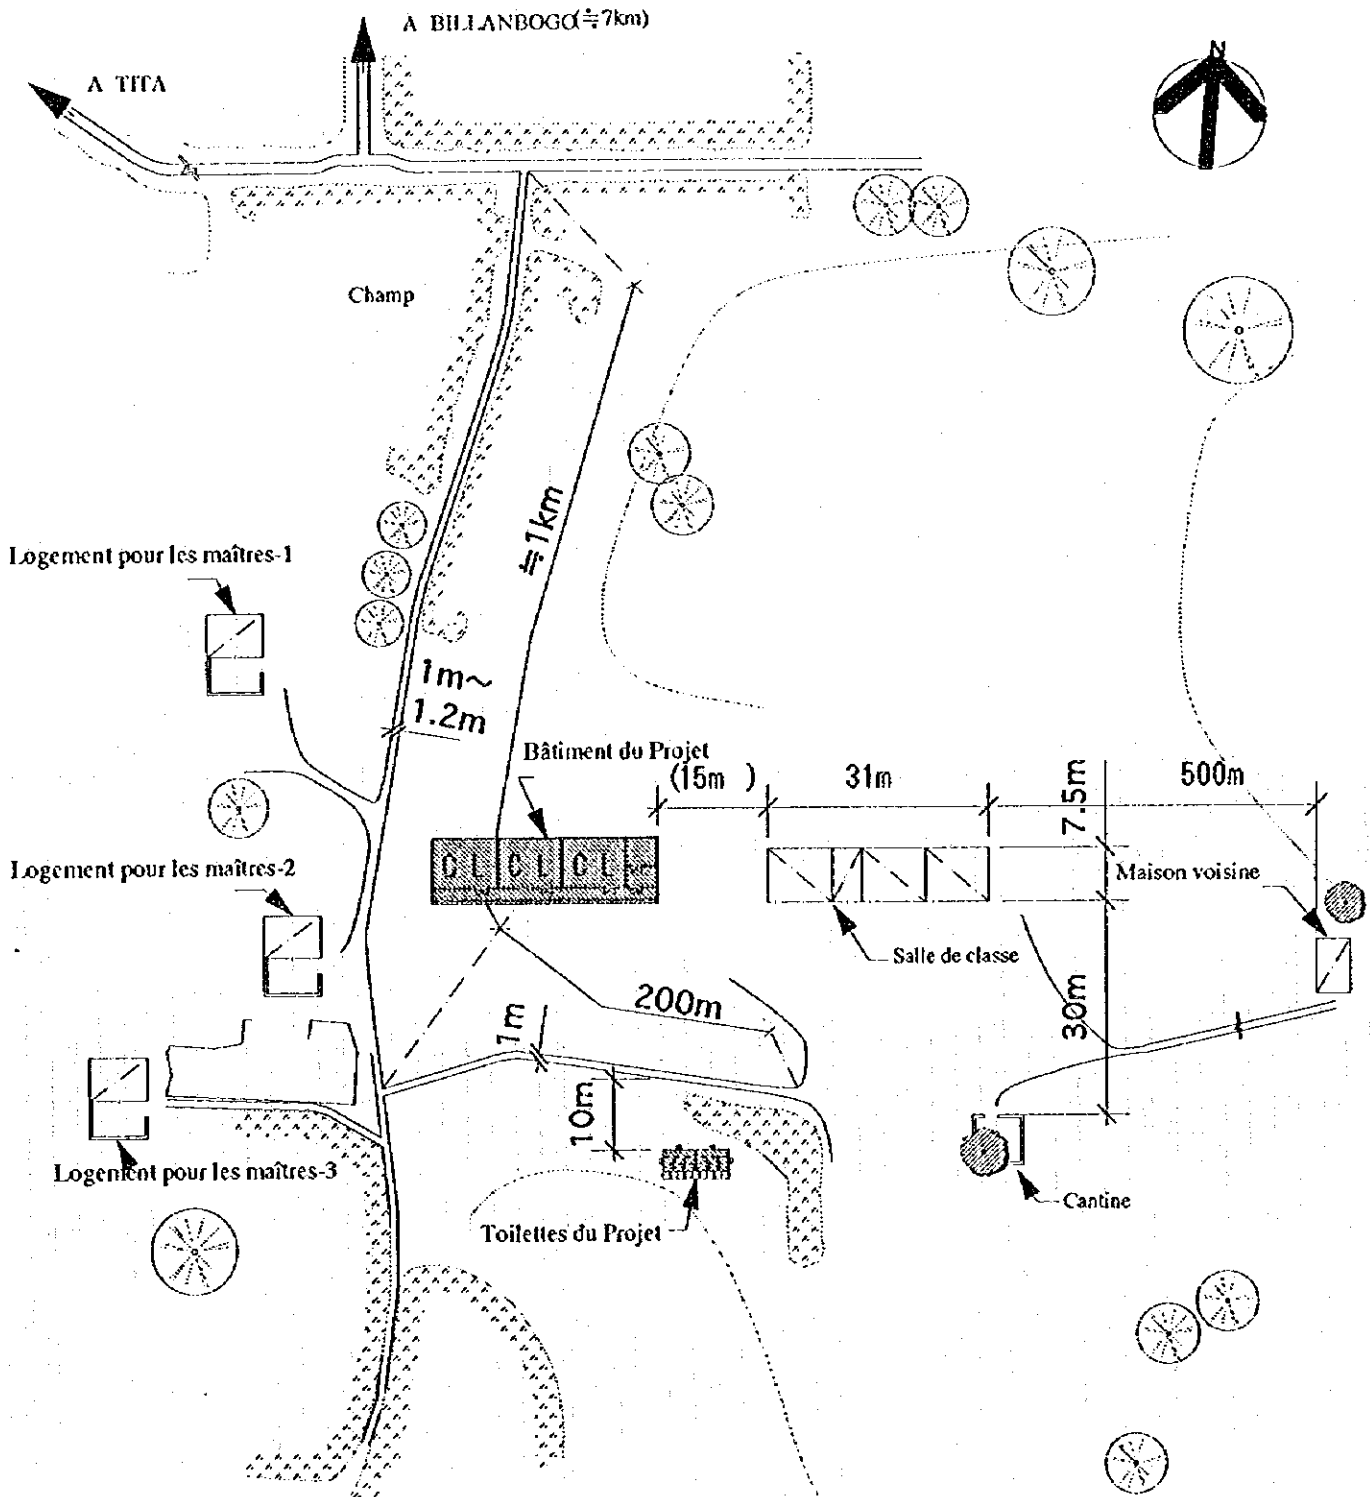 A BILLANBOGO(≒7km)
N
A TITA
Champ
≒1km
Logement pour les maîtres-1
1m～
1.2m
Bâtiment du Projet
(15m )
31m
7.5m
500m
C L
C L
C L
Logement pour les maîtres-2
Maison voisine
Salle de classe
200m
1m
30m
10m
Logement pour les maîtres-3
Cantine
Toilettes du Projet